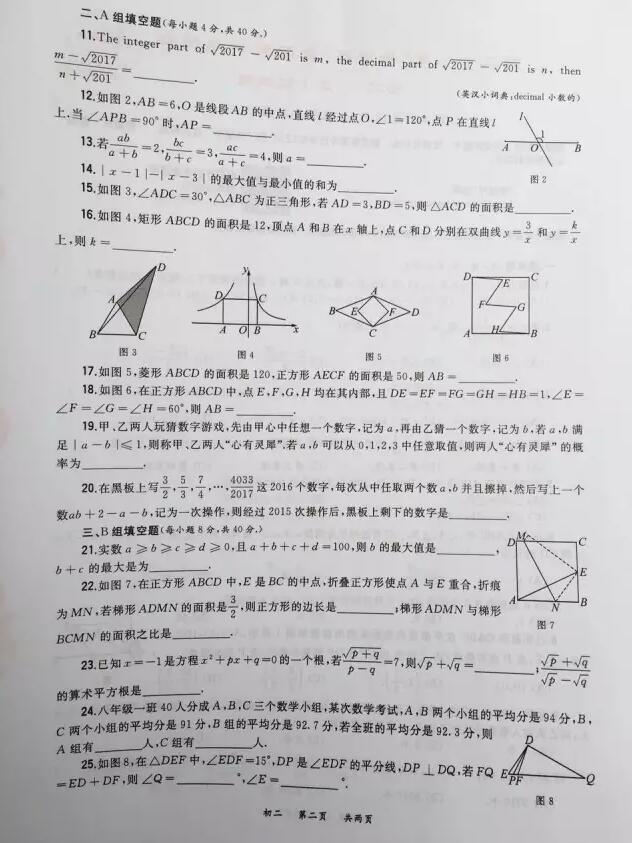 二、A组填空题(每小题4分,共40分.)
11.The integer part of √2017 − √201 is m, the decimal part of √2017 − √201 is n, then
(m−√2017)/(n+√201) = ________.
(英汉小词典:decimal 小数的)
12.如图2,AB=6,O是线段AB的中点,直线l经过点O,∠1=120°,点P在直线l
上,当∠APB=90°时,AP=________.
13.若ab/(a+b)=2,bc/(b+c)=3,ac/(a+c)=4,则a=________.
14.|x−1|−|x−3|的最大值与最小值的和为________.
15.如图3,∠ADC=30°,△ABC为正三角形,若AD=3,BD=5,则△ACD的面积是________.
16.如图4,矩形ABCD的面积是12,顶点A和B在x轴上,点C和D分别在双曲线y=3/x和y=k/x
上,则k=________.
l
1
A O B
图2
D
A
B C
图3
y
D C
A O B x
图4
A
B E F D
C
图5
D C
E
F G
H
A B
图6
17.如图5,菱形ABCD的面积是120,正方形AECF的面积是50,则AB=________.
18.如图6,在正方形ABCD中,点E,F,G,H均在其内部,且DE=EF=FG=GH=HB=1,∠E=
∠F=∠G=∠H=60°,则AB=________.
19.甲、乙两人玩猜数字游戏,先由甲心中任想一个数字,记为a,再由乙猜一个数字,记为b,若a,b满
足|a−b|≤1,则称甲、乙两人“心有灵犀”.若a,b可以从0,1,2,3中任意取值,则两人“心有灵犀”的概
率为________.
20.在黑板上写3/2,5/3,7/4,…,4033/2017这2016个数字,每次从中任取两个数a,b并且擦掉,然后写上一个
数ab+2−a−b,记为一次操作,则经过2015次操作后,黑板上剩下的数字是________.
三、B组填空题(每小题8分,共40分.)
21.实数a≥b≥c≥d≥0,且a+b+c+d=100,则b的最大值是________,
b+c的最大是为________.
22.如图7,在正方形ABCD中,E是BC的中点,折叠正方形使点A与E重合,折痕
为MN,若梯形ADMN的面积是3/2,则正方形的边长是________;梯形ADMN与梯形
BCMN的面积之比是________.
D M C
E
A N B
图7
23.已知x=−1是方程x²+px+q=0的一个根,若√(p+q)/(p−q)=7,则√p+√q=________;(√p+√q)/(√p−√q)
的算术平方根是________.
24.八年级一班40人分成A,B,C三个数学小组,某次数学考试,A,B两个小组的平均分是94分,B,
C两个小组的平均分是91分,B组的平均分是92.7分,若全班的平均分是92.3分,则
A组有________人,C组有________人.
25.如图8,在△DEF中,∠EDF=15°,DP是∠EDF的平分线,DP⊥DQ,若FQ
=ED+DF,则∠Q=________°,∠E=________°.
D
E P F Q
图8
初二 第二页 共两页